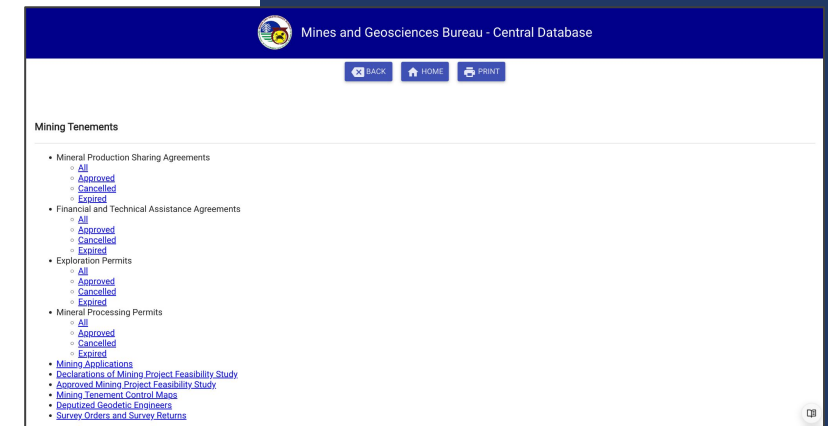 Mines and Geosciences Bureau - Central Database
BACK HOME PRINT
Mining Tenements
Mineral Production Sharing Agreements
All
Approved
Cancelled
Expired
Financial and Technical Assistance Agreements
All
Approved
Cancelled
Expired
Exploration Permits
All
Approved
Cancelled
Expired
Mineral Processing Permits
All
Approved
Cancelled
Expired
Mining Applications
Declarations of Mining Project Feasibility Study
Approved Mining Project Feasibility Study
Mining Tenement Control Maps
Deputized Geodetic Engineers
Survey Orders and Survey Returns